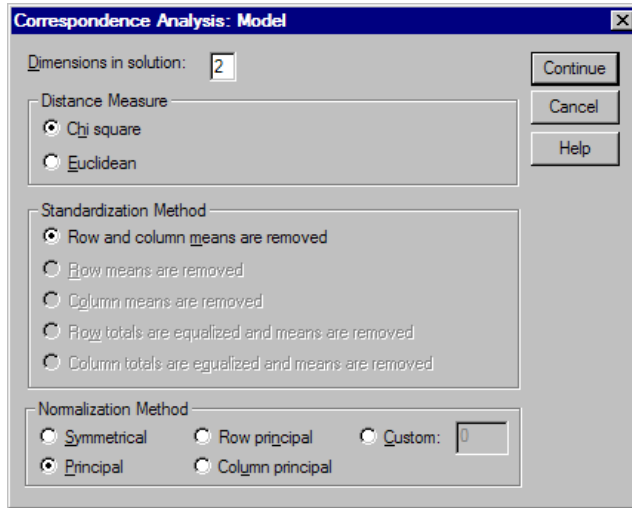 Correspondence Analysis: Model
Dimensions in solution: 2
Continue
Distance Measure
Cancel
Chi square
Help
Euclidean
Standardization Method
Row and column means are removed
Row means are removed
Column means are removed
Row totals are equalized and means are removed
Column totals are equalized and means are removed
Normalization Method
Symmetrical Row principal Custom: 0
Principal Column principal